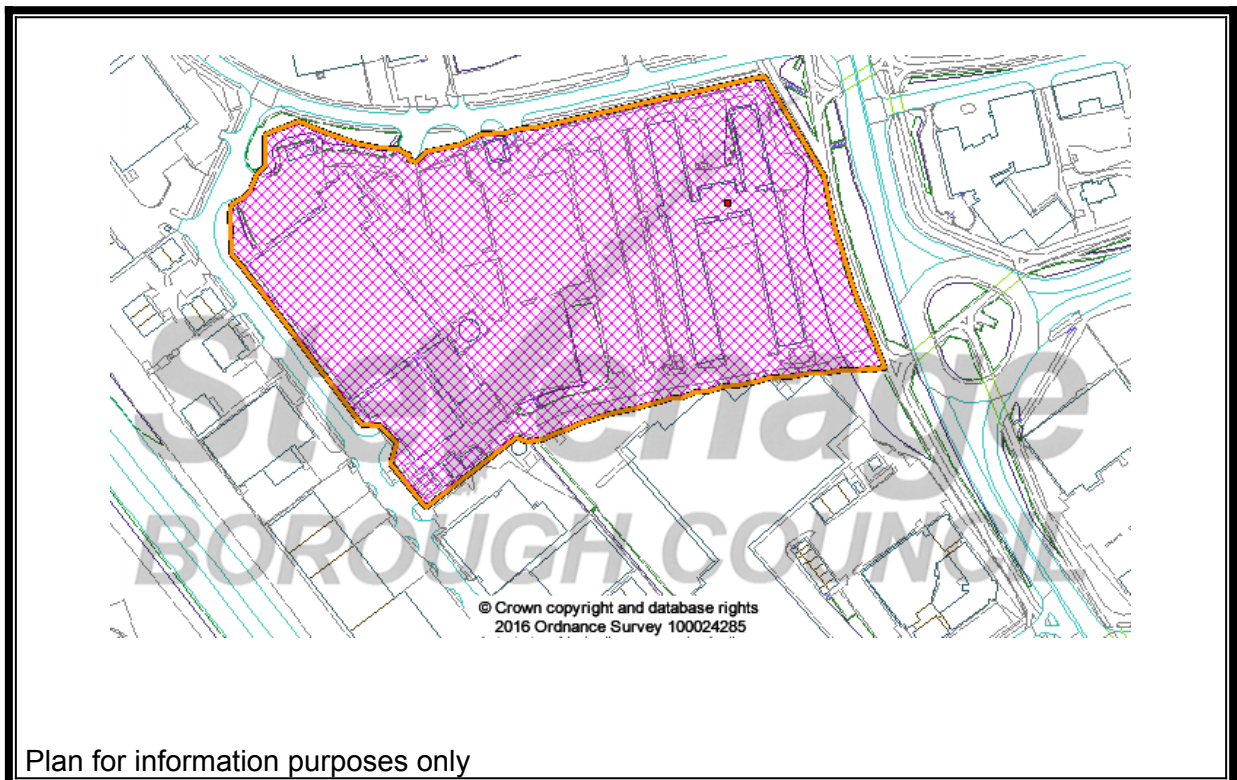 Stevenage
BOROUGH COUNCIL
© Crown copyright and database rights
2016 Ordnance Survey 100024285
Plan for information purposes only